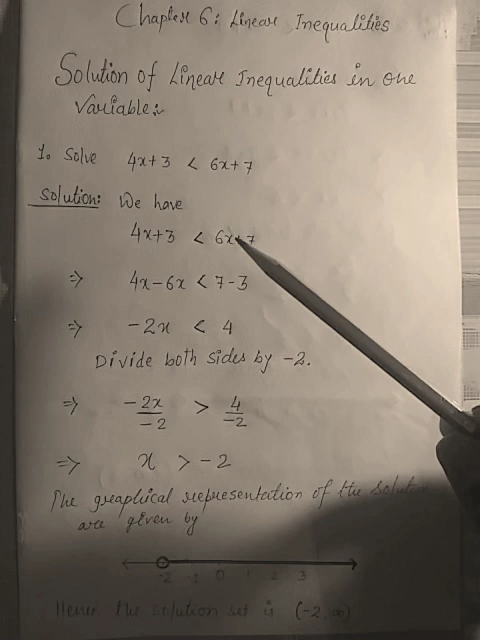 Chapter 6: Linear Inequalities
Solution of Linear Inequalities in one
Variable:
1. Solve 4x+3 < 6x+7
Solution: We have
4x+3 < 6x+7
⇒ 4x-6x < 7-3
⇒ -2x < 4
Divide both sides by -2.
⇒ -2x/-2 > 4/-2
⇒ x > -2
The graphical representation of the solution
are given by
-2 -1 0 1 2 3
Hence the solution set is (-2, ∞)